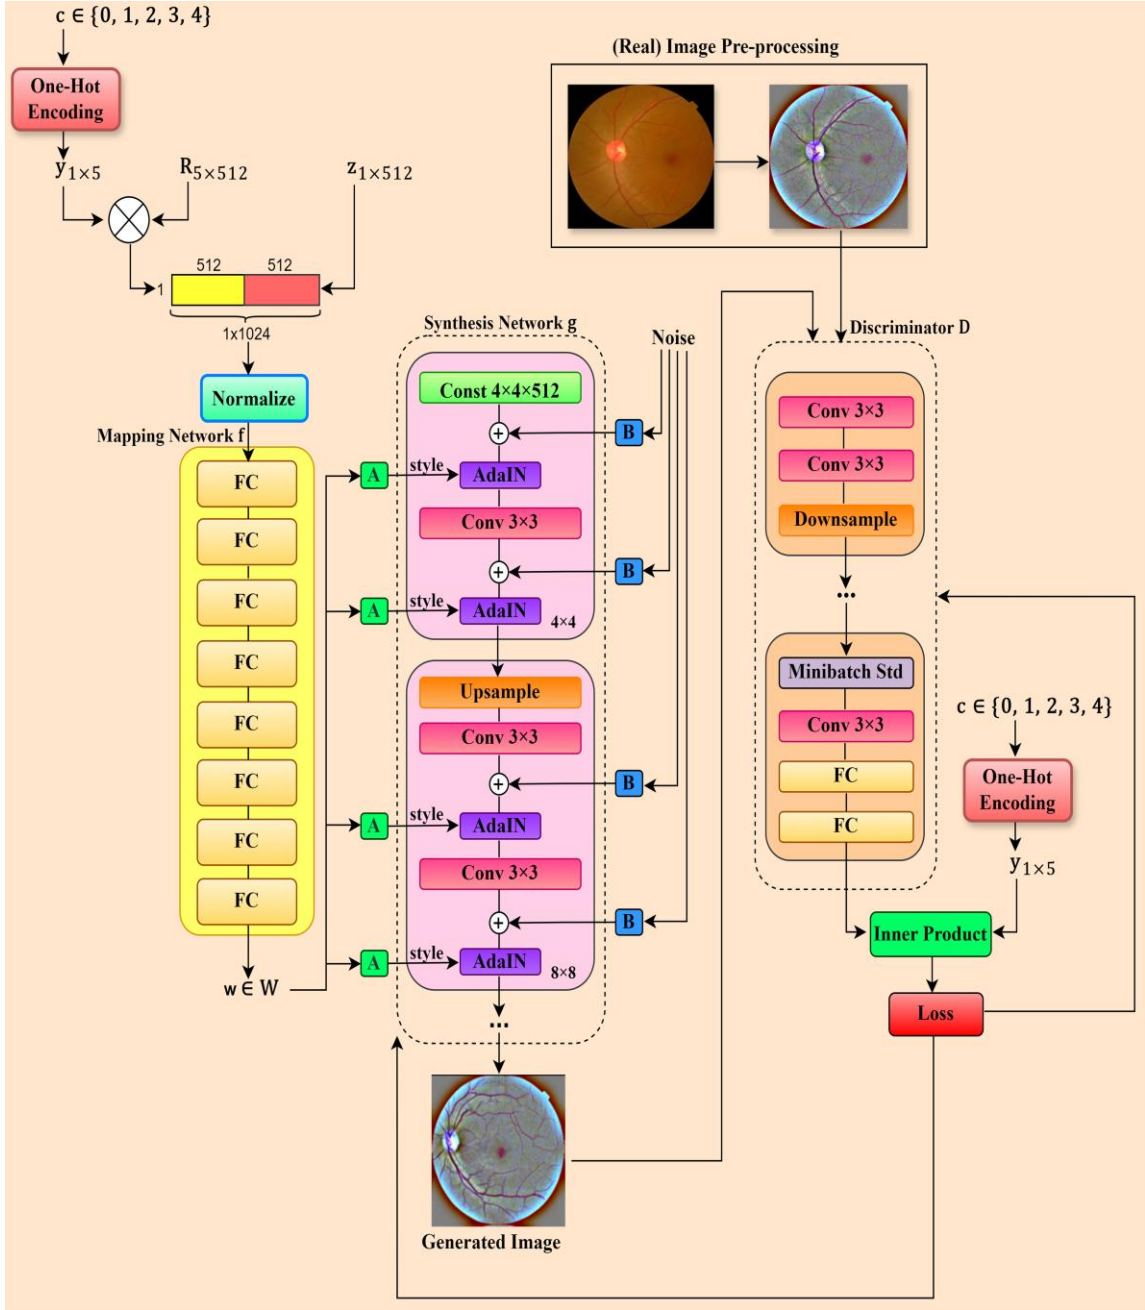 c ∈ {0, 1, 2, 3, 4}
One-Hot
Encoding
y1×5
R5×512
z1×512
512 512
1
1x1024
Normalize
Mapping Network f
FC
FC
FC
FC
FC
FC
FC
FC
w ∈ W
A
A
A
A
style
style
style
style
Synthesis Network g
Noise
Const 4×4×512
+
B
AdaIN
Conv 3×3
+
B
AdaIN
4×4
Upsample
Conv 3×3
+
B
AdaIN
Conv 3×3
+
B
AdaIN
8×8
...
Generated Image
(Real) Image Pre-processing
Discriminator D
Conv 3×3
Conv 3×3
Downsample
...
Minibatch Std
Conv 3×3
FC
FC
c ∈ {0, 1, 2, 3, 4}
One-Hot
Encoding
y1×5
Inner Product
Loss